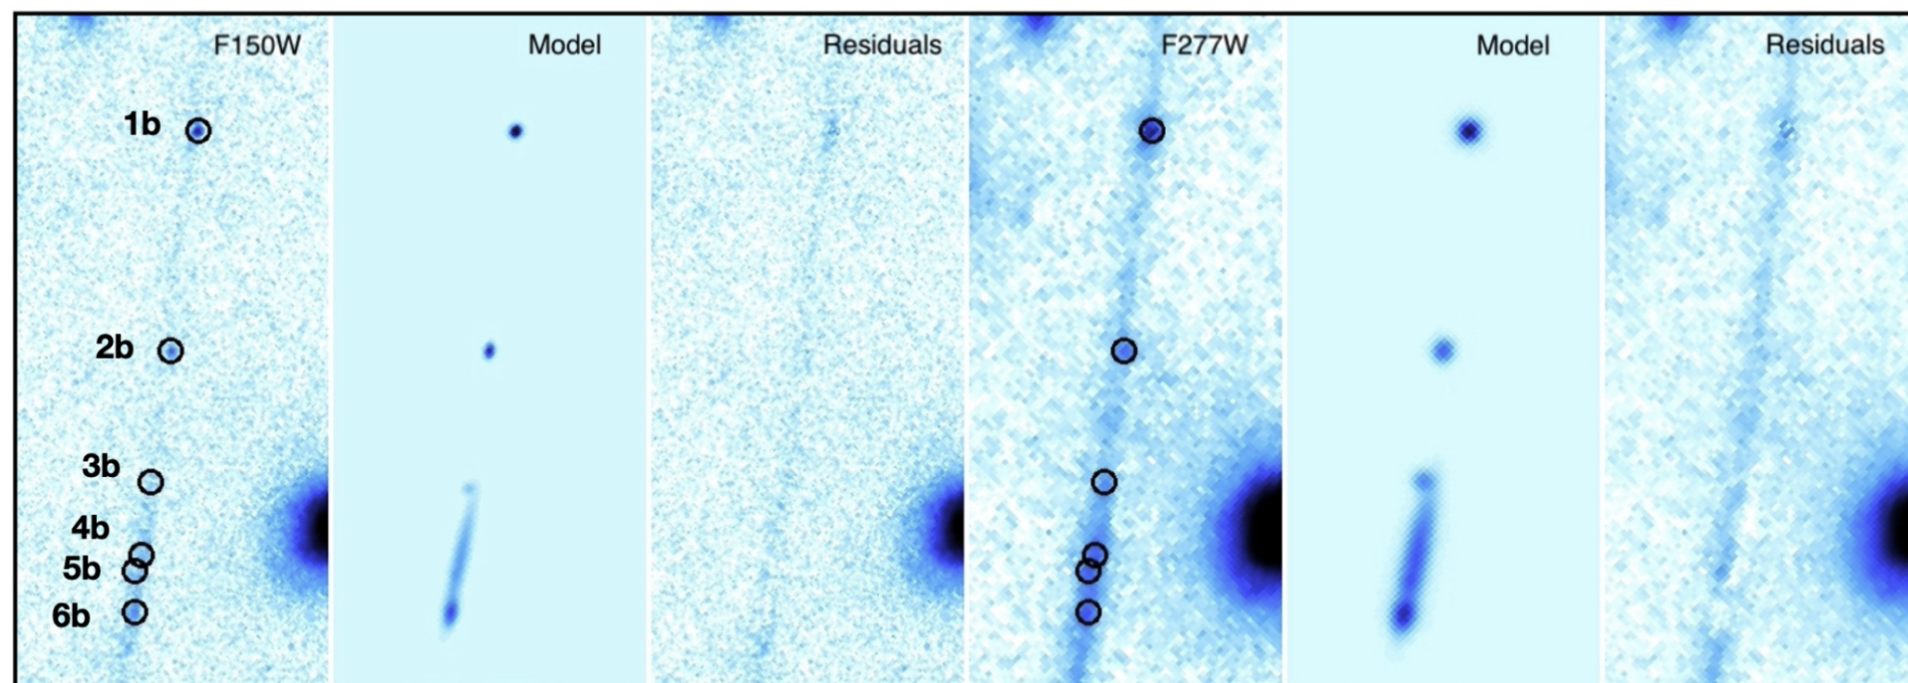 F150W
Model
Residuals
F277W
Model
Residuals
1b
2b
3b
4b
5b
6b